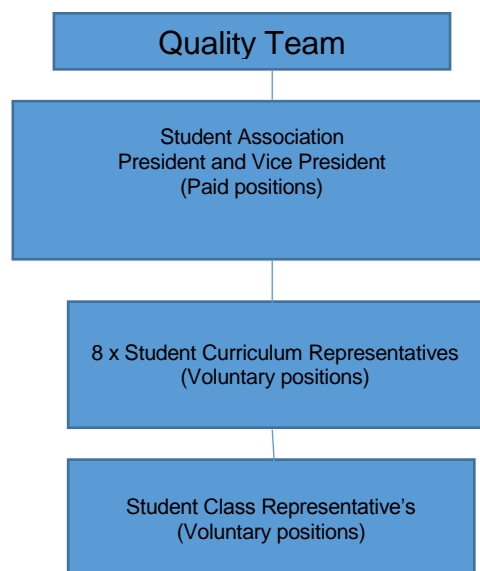 Quality Team
Student Association
President and Vice President
(Paid positions)
8 x Student Curriculum Representatives
(Voluntary positions)
Student Class Representative's
(Voluntary positions)